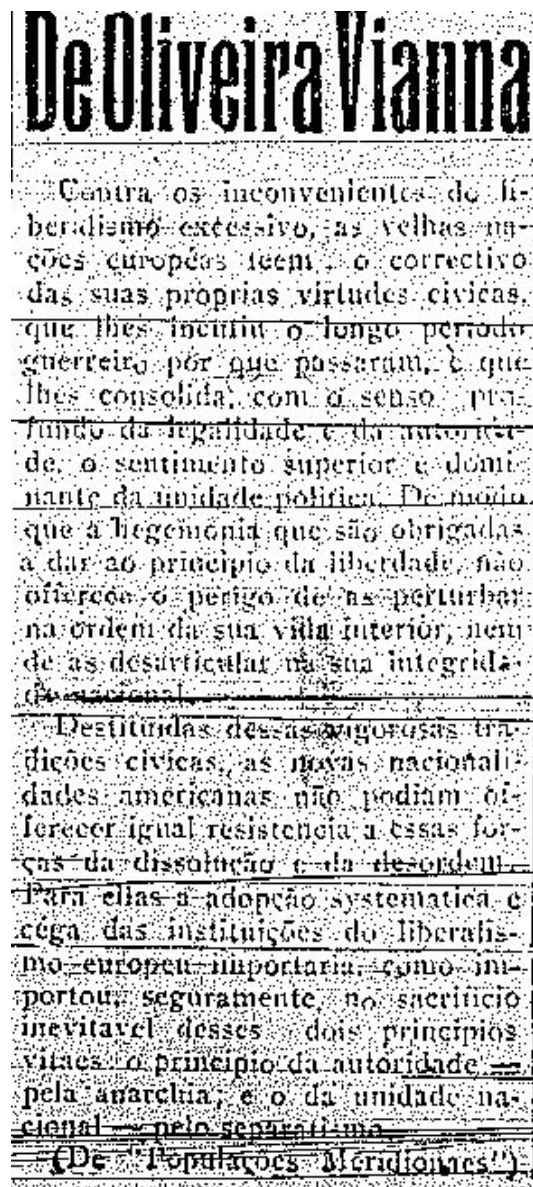 De Oliveira Vianna
Contra os inconvenientes do li-
beralismo excessivo, as velhas na-
ções européas teem o correctivo
das suas proprias virtudes civicas,
que lhes incutiu o longo periodo
guerreiro por que passaram, e que
lhes consolida, com o senso pro-
fundo da legalidade e da autorida-
de, o sentimento superior e domi-
nante da unidade politica. De modo
que a hegemonia que são obrigadas
a dar ao principio da liberdade, não
offerece o perigo de as perturbar
na ordem da sua vida interior, nem
de as desarticular na sua integrida-
de nacional.
Destituidas dessas vigorosas tra-
dições civicas, as novas nacionali-
dades americanas não podiam of-
ferecer igual resistencia a essas for-
ças da dissolução e da desordem.
Para ellas a adopção systematica e
céga das instituições do liberalis-
mo europeu importaria, como im-
portou, seguramente, no sacrificio
inevitavel desses dois principios
vitaes: o principio da autoridade —
pela anarchia; e o da unidade na-
cional — pelo separatismo.
(De "Populações Meridionaes")